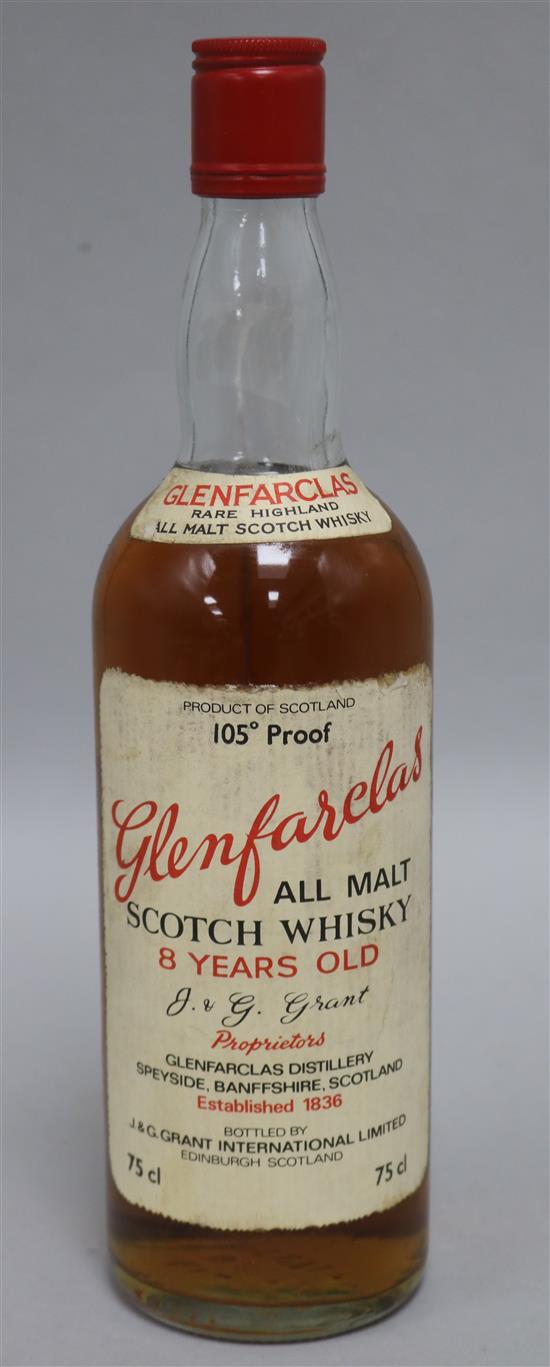 GLENFARCLAS
RARE HIGHLAND
ALL MALT SCOTCH WHISKY
PRODUCT OF SCOTLAND
105° Proof
Glenfarclas
ALL MALT
SCOTCH WHISKY
8 YEARS OLD
J. & G. Grant
Proprietors
GLENFARCLAS DISTILLERY
SPEYSIDE, BANFFSHIRE, SCOTLAND
Established 1836
BOTTLED BY
J. & G. GRANT INTERNATIONAL LIMITED
EDINBURGH SCOTLAND
75 cl 75 cl